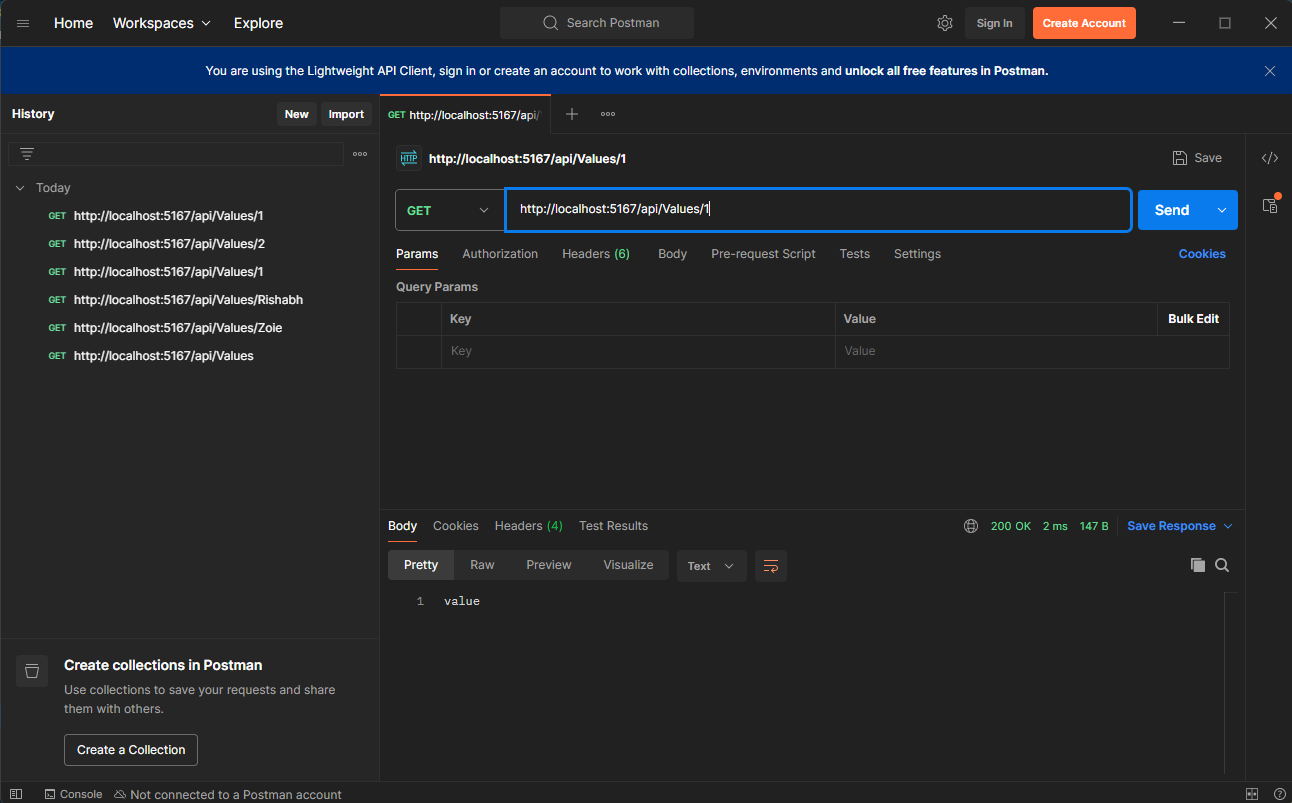 Home Workspaces Explore Search Postman Sign In Create Account
You are using the Lightweight API Client, sign in or create an account to work with collections, environments and unlock all free features in Postman.
History New Import
GET http://localhost:5167/api/
HTTP http://localhost:5167/api/Values/1 Save
Today
GET http://localhost:5167/api/Values/1
GET http://localhost:5167/api/Values/2
GET http://localhost:5167/api/Values/1
GET http://localhost:5167/api/Values/Rishabh
GET http://localhost:5167/api/Values/Zoie
GET http://localhost:5167/api/Values
GET http://localhost:5167/api/Values/1 Send
Params Authorization Headers (6) Body Pre-request Script Tests Settings Cookies
Query Params
Key Value Bulk Edit
Key Value
Body Cookies Headers (4) Test Results 200 OK 2 ms 147 B Save Response
Pretty Raw Preview Visualize Text
1 value
Create collections in Postman
Use collections to save your requests and share
them with others.
Create a Collection
Console Not connected to a Postman account